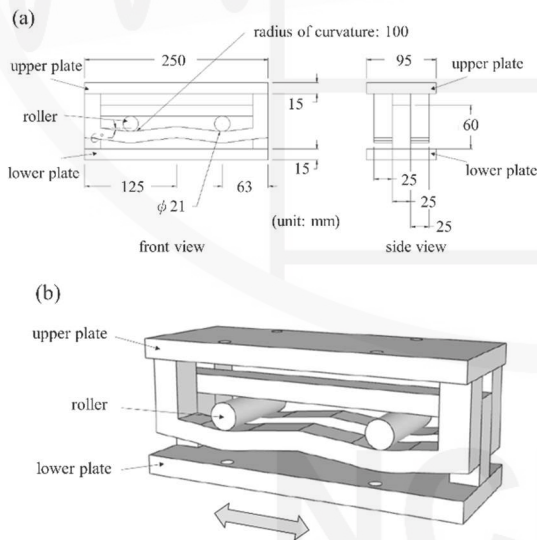 (a)
radius of curvature: 100
250
95
upper plate
upper plate
15
roller
6°
60
15
lower plate
lower plate
125
63
25
25
ϕ 21
25
(unit: mm)
front view
side view
(b)
upper plate
roller
lower plate
NC